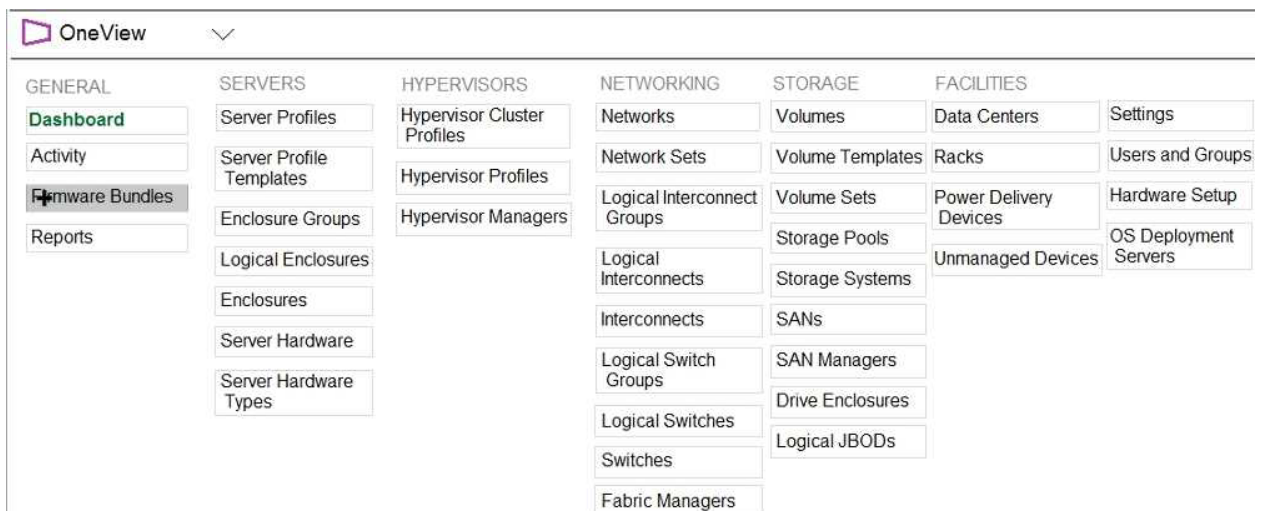 OneView
GENERAL
Dashboard
Activity
Firmware Bundles
Reports
SERVERS
Server Profiles
Server Profile
Templates
Enclosure Groups
Logical Enclosures
Enclosures
Server Hardware
Server Hardware
Types
HYPERVISORS
Hypervisor Cluster
Profiles
Hypervisor Profiles
Hypervisor Managers
NETWORKING
Networks
Network Sets
Logical Interconnect
Groups
Logical
Interconnects
Interconnects
Logical Switch
Groups
Logical Switches
Switches
Fabric Managers
STORAGE
Volumes
Volume Templates
Volume Sets
Storage Pools
Storage Systems
SANs
SAN Managers
Drive Enclosures
Logical JBODs
FACILITIES
Data Centers
Racks
Power Delivery
Devices
Unmanaged Devices
Settings
Users and Groups
Hardware Setup
OS Deployment
Servers